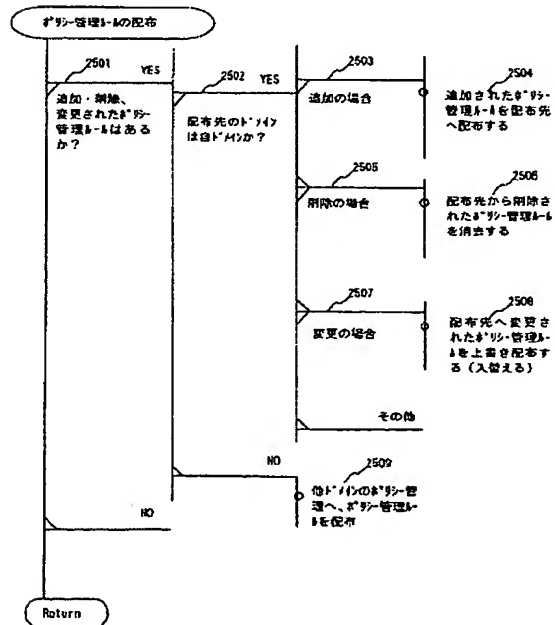 ﾎﾟﾘｼｰ管理ﾙｰﾙの配布
2501
YES
追加・削除、
変更されたﾎﾟﾘｼｰ
管理ﾙｰﾙはある
か?
2502
YES
配布先のﾄﾞﾒｲﾝ
は自ﾄﾞﾒｲﾝか?
2503
追加の場合
2504
追加されたﾎﾟﾘｼｰ
管理ﾙｰﾙを配布先
へ配布する
2505
削除の場合
2506
配布先から削除さ
れたﾎﾟﾘｼｰ管理ﾙｰﾙ
を消去する
2507
変更の場合
2508
配布先へ変更さ
れたﾎﾟﾘｼｰ管理ﾙｰ
ﾙを上書き配布す
る(入替える)
その他
NO
2509
他ﾄﾞﾒｲﾝのﾎﾟﾘｼｰ管
理へ、ﾎﾟﾘｼｰ管理ﾙｰ
ﾙを配布
NO
Return